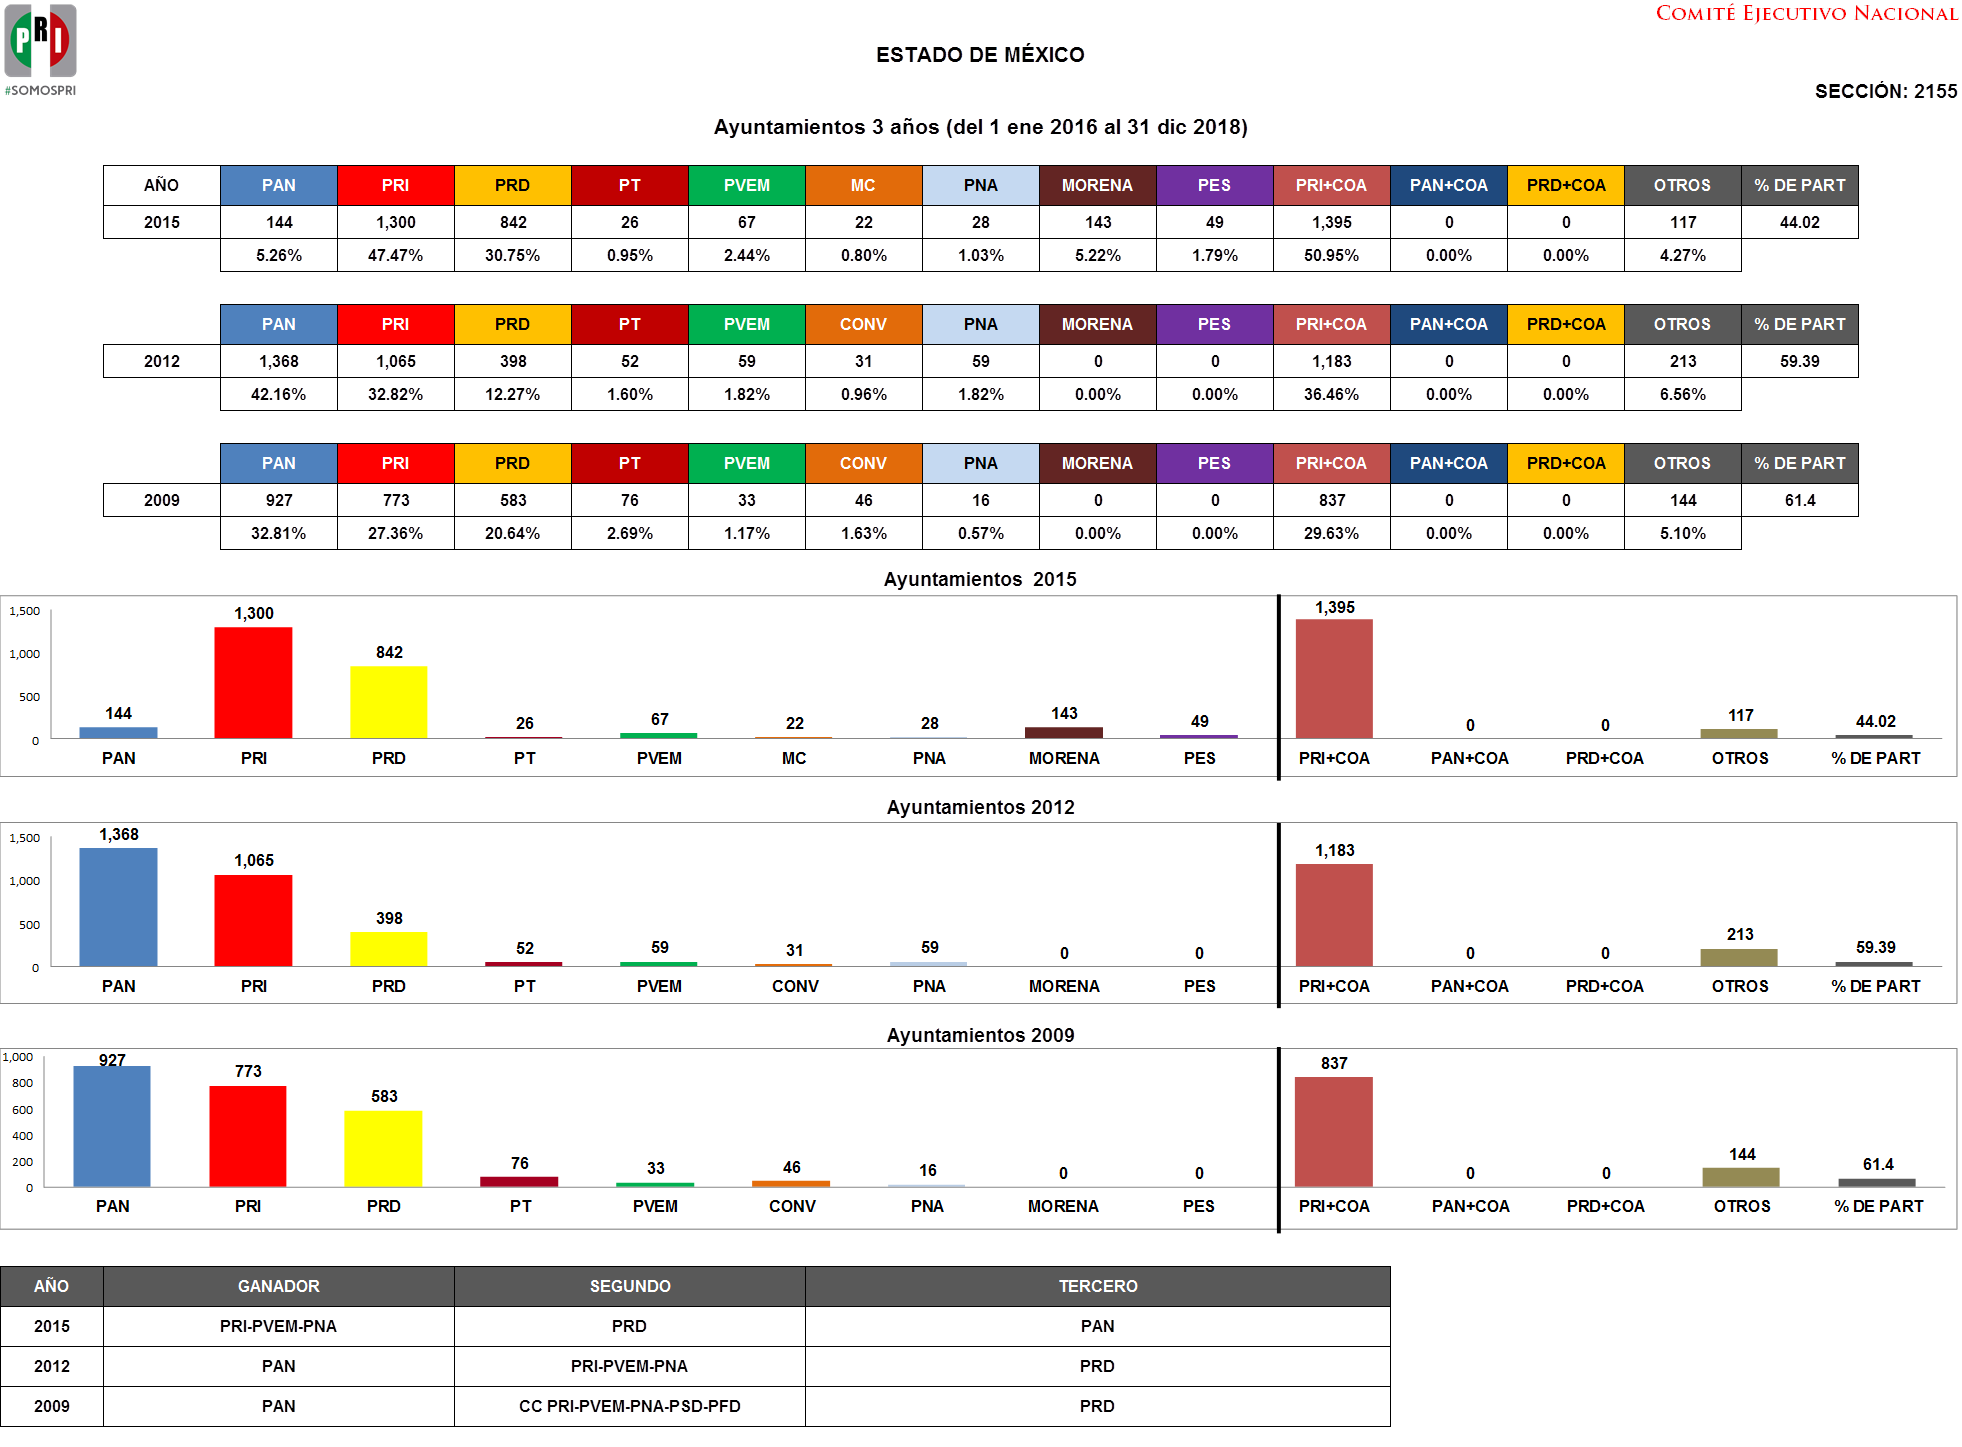 PRI
#SOMOSPRI
COMITÉ EJECUTIVO NACIONAL
ESTADO DE MÉXICO
SECCIÓN: 2155
Ayuntamientos 3 años (del 1 ene 2016 al 31 dic 2018)
AÑO PAN PRI PRD PT PVEM MC PNA MORENA PES PRI+COA PAN+COA PRD+COA OTROS % DE PART
2015 144 1,300 842 26 67 22 28 143 49 1,395 0 0 117 44.02
5.26% 47.47% 30.75% 0.95% 2.44% 0.80% 1.03% 5.22% 1.79% 50.95% 0.00% 0.00% 4.27%
PAN PRI PRD PT PVEM CONV PNA MORENA PES PRI+COA PAN+COA PRD+COA OTROS % DE PART
2012 1,368 1,065 398 52 59 31 59 0 0 1,183 0 0 213 59.39
42.16% 32.82% 12.27% 1.60% 1.82% 0.96% 1.82% 0.00% 0.00% 36.46% 0.00% 0.00% 6.56%
PAN PRI PRD PT PVEM CONV PNA MORENA PES PRI+COA PAN+COA PRD+COA OTROS % DE PART
2009 927 773 583 76 33 46 16 0 0 837 0 0 144 61.4
32.81% 27.36% 20.64% 2.69% 1.17% 1.63% 0.57% 0.00% 0.00% 29.63% 0.00% 0.00% 5.10%
Ayuntamientos 2015
1,500
1,000
500
0
144 1,300 842 26 67 22 28 143 49 1,395 0 0 117 44.02
PAN PRI PRD PT PVEM MC PNA MORENA PES PRI+COA PAN+COA PRD+COA OTROS % DE PART
Ayuntamientos 2012
1,500
1,000
500
0
1,368 1,065 398 52 59 31 59 0 0 1,183 0 0 213 59.39
PAN PRI PRD PT PVEM CONV PNA MORENA PES PRI+COA PAN+COA PRD+COA OTROS % DE PART
Ayuntamientos 2009
1,000
800
600
400
200
0
927 773 583 76 33 46 16 0 0 837 0 0 144 61.4
PAN PRI PRD PT PVEM CONV PNA MORENA PES PRI+COA PAN+COA PRD+COA OTROS % DE PART
AÑO GANADOR SEGUNDO TERCERO
2015 PRI-PVEM-PNA PRD PAN
2012 PAN PRI-PVEM-PNA PRD
2009 PAN CC PRI-PVEM-PNA-PSD-PFD PRD